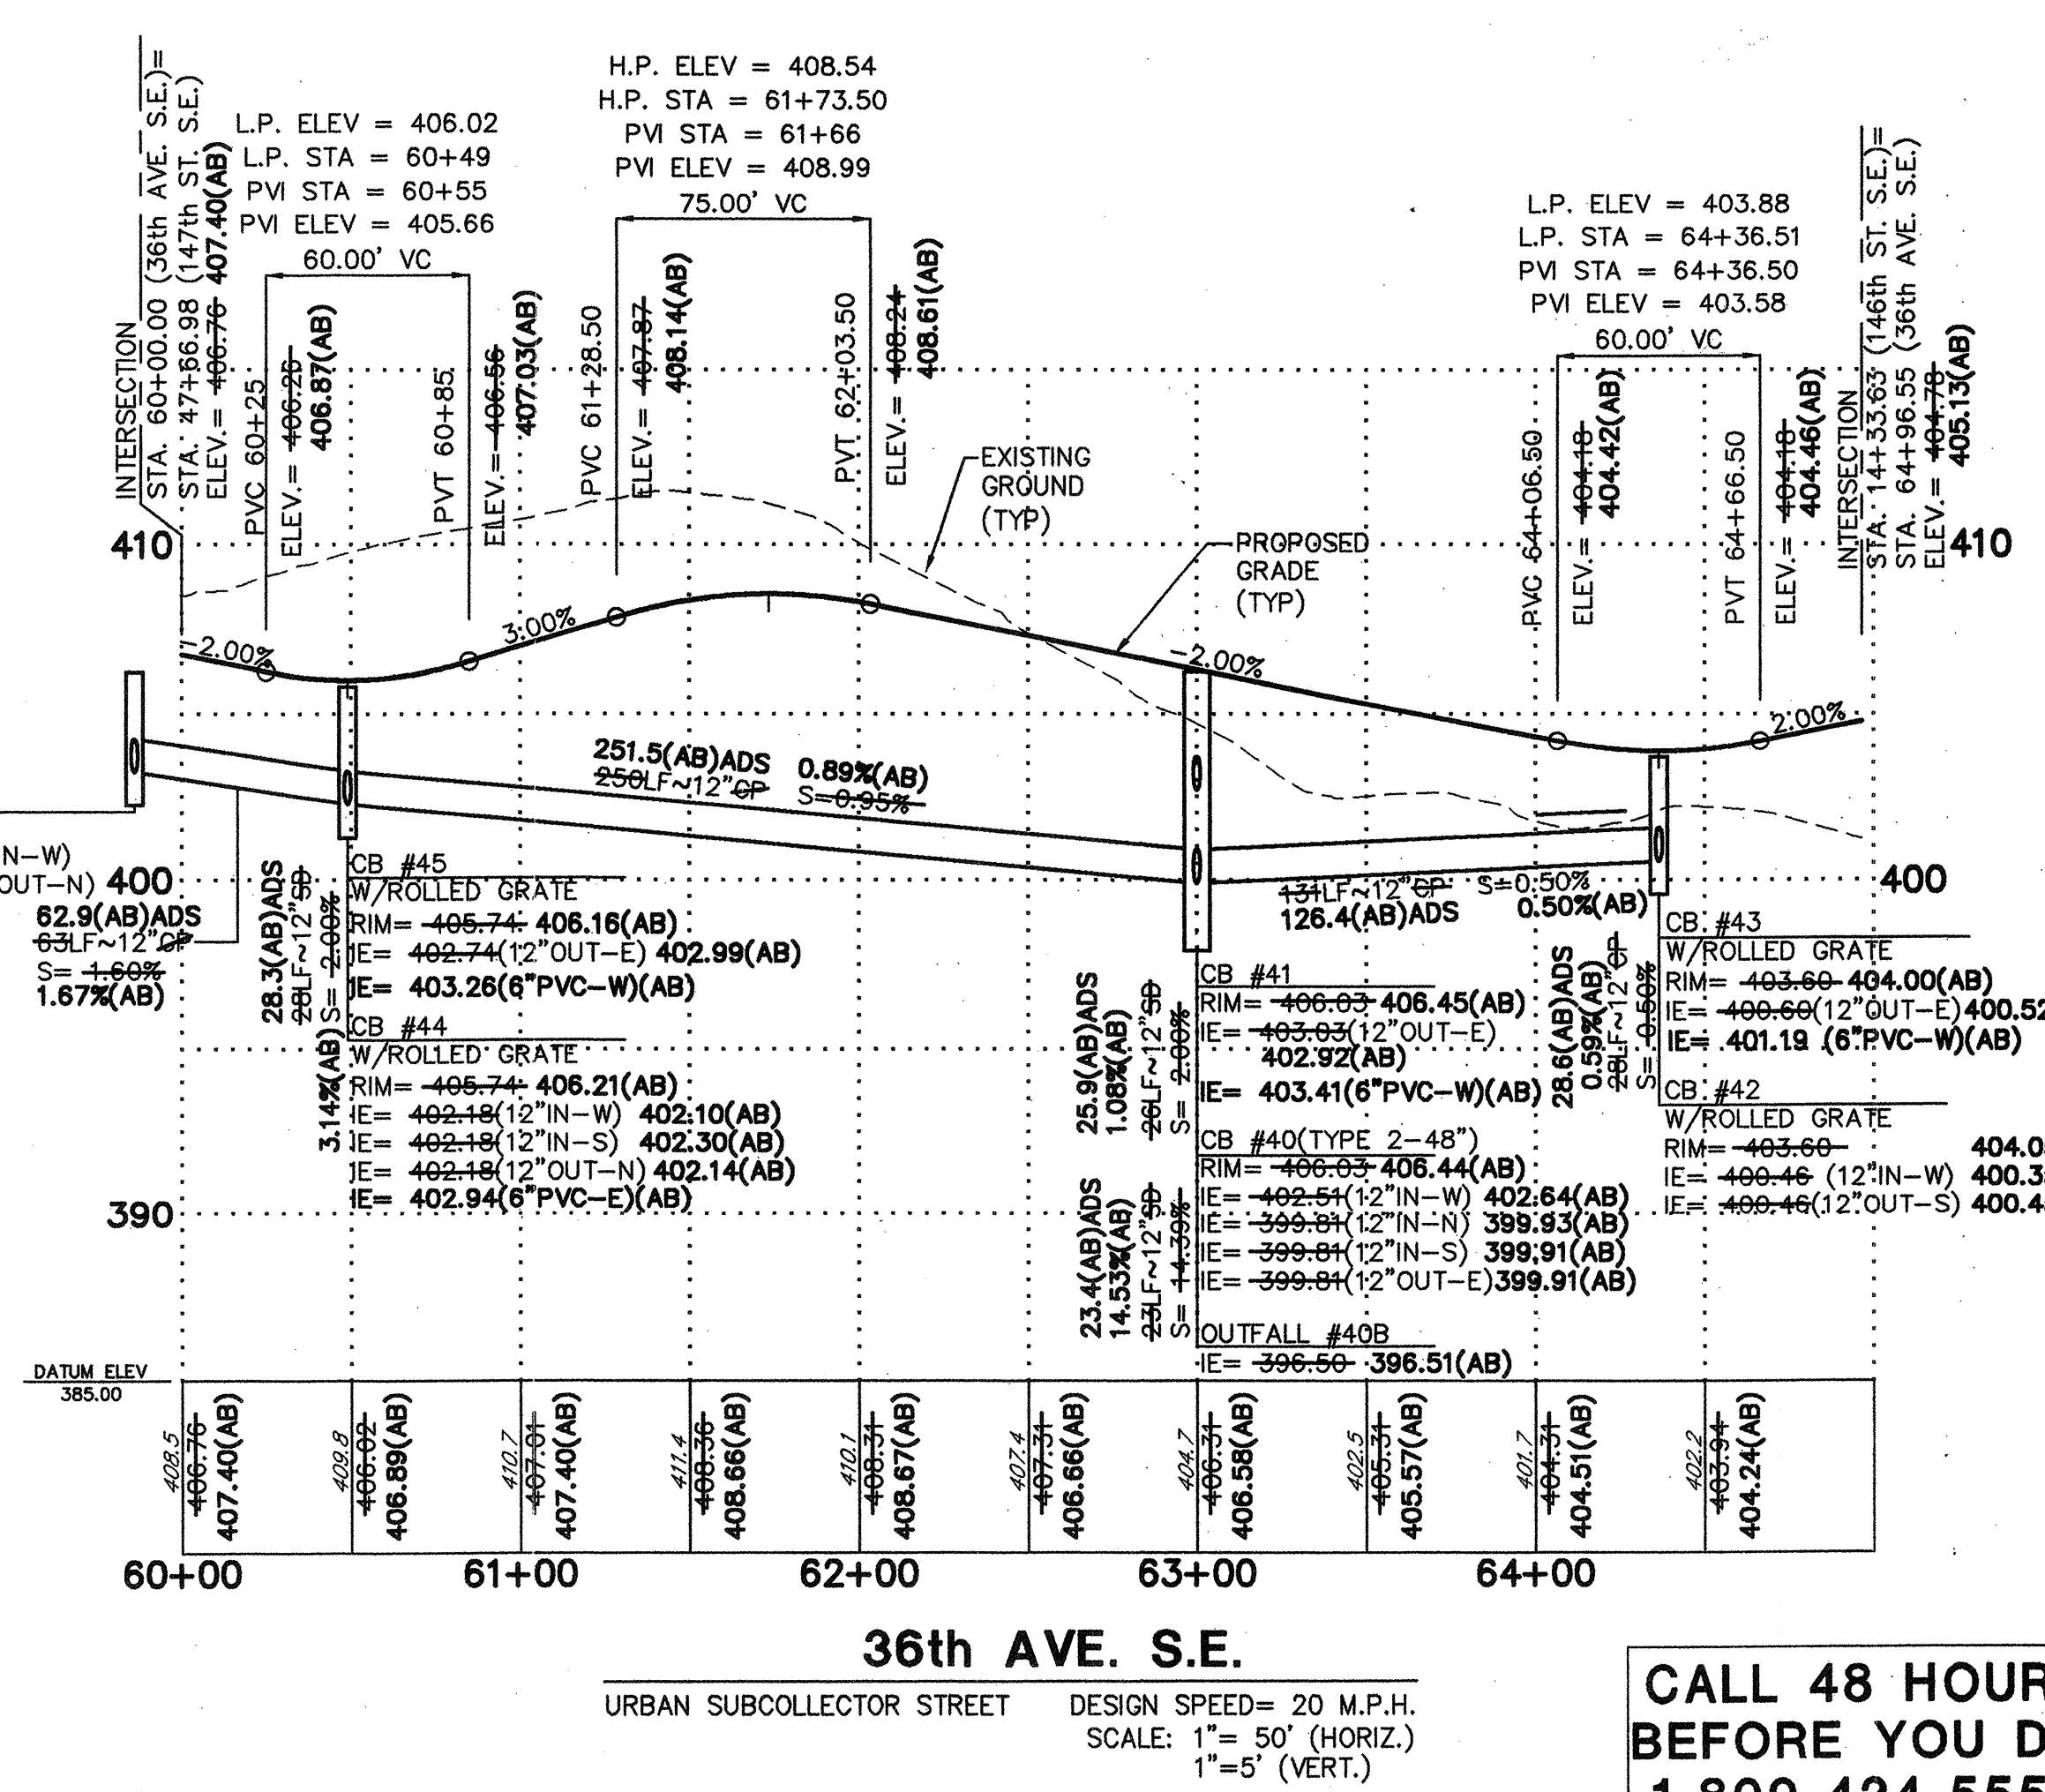 H.P. ELEV = 408.54
H.P. STA = 61+73.50
PVI STA = 61+66
PVI ELEV = 408.99
75.00' VC
L.P. ELEV = 406.02
L.P. STA = 60+49
PVI STA = 60+55
PVI ELEV = 405.66
60.00' VC
L.P. ELEV = 403.88
L.P. STA = 64+36.51
PVI STA = 64+36.50
PVI ELEV = 403.58
60.00' VC
INTERSECTION
STA. 60+00.00 (36th AVE. S.E.)=
STA. 47+66.98 (147th ST. S.E.)
ELEV.= 406.76 407.40(AB)
PVC 60+25
ELEV.= 406.26
406.87(AB)
PVT 60+85
ELEV.= 406.56
407.03(AB)
PVC 61+28.50
ELEV.= 407.87
408.14(AB)
PVT 62+03.50
ELEV.= 408.24
408.61(AB)
PVC 64+06.50
ELEV.= 404.18
404.42(AB)
PVT 64+66.50
ELEV.= 404.18
404.46(AB)
INTERSECTION
STA. 14+33.63 (146th ST. S.E.)=
STA. 64+96.55 (36th AVE. S.E.)
ELEV.= 404.78
405.13(AB)
EXISTING
GROUND
(TYP)
PROPOSED
GRADE
(TYP)
410
410
-2.00%
3.00%
-2.00%
2.00%
251.5(AB)ADS 0.89%(AB)
250LF~12"CP S=0.95%
IN-W)
OUT-N)
400
400
62.9(AB)ADS
63LF~12"CP
S= 1.60%
1.67%(AB)
28.3(AB)ADS
28LF~12"SD
S= 2.00%
3.14%(AB)
CB #45
W/ROLLED GRATE
RIM= 405.74 406.16(AB)
IE= 402.74(12"OUT-E) 402.99(AB)
IE= 403.26(6"PVC-W)(AB)
CB #44
W/ROLLED GRATE
RIM= 405.74 406.21(AB)
IE= 402.18(12"IN-W) 402.10(AB)
IE= 402.18(12"IN-S) 402.30(AB)
IE= 402.18(12"OUT-N) 402.14(AB)
IE= 402.94(6"PVC-E)(AB)
131LF~12"CP S=0.50%
126.4(AB)ADS 0.50%(AB)
25.9(AB)ADS
1.08%(AB)
26LF~12"SD
S= 2.00%
CB #41
RIM= 406.03 406.45(AB)
IE= 403.03(12"OUT-E)
402.92(AB)
IE= 403.41(6"PVC-W)(AB)
23.4(AB)ADS
14.53%(AB)
23LF~12"SD
S= 14.39%
CB #40(TYPE 2-48")
RIM= 406.03 406.44(AB)
IE= 402.51(12"IN-W) 402.64(AB)
IE= 399.81(12"IN-N) 399.93(AB)
IE= 399.81(12"IN-S) 399.91(AB)
IE= 399.81(12"OUT-E)399.91(AB)
OUTFALL #40B
IE= 396.50 396.51(AB)
28.6(AB)ADS
0.59%(AB)
28LF~12"CP
S= 0.50%
CB #43
W/ROLLED GRATE
RIM= 403.60 404.00(AB)
IE= 400.60(12"OUT-E)400.52
IE= 401.19 (6"PVC-W)(AB)
CB #42
W/ROLLED GRATE
RIM= 403.60
IE= 400.46 (12"IN-W)
IE= 400.46(12"OUT-S)
390
DATUM ELEV
385.00
408.5
406.76
407.40(AB)
409.8
406.02
406.89(AB)
410.7
407.01
407.40(AB)
411.4
408.36
408.66(AB)
410.1
408.31
408.67(AB)
407.4
407.31
406.66(AB)
404.7
406.31
406.58(AB)
402.5
405.31
405.57(AB)
401.7
404.31
404.51(AB)
402.2
403.94
404.24(AB)
60+00 61+00 62+00 63+00 64+00
36th AVE. S.E.
URBAN SUBCOLLECTOR STREET DESIGN SPEED= 20 M.P.H.
SCALE: 1"= 50' (HORIZ.)
1"=5' (VERT.)
CALL 48 HOUR
BEFORE YOU D